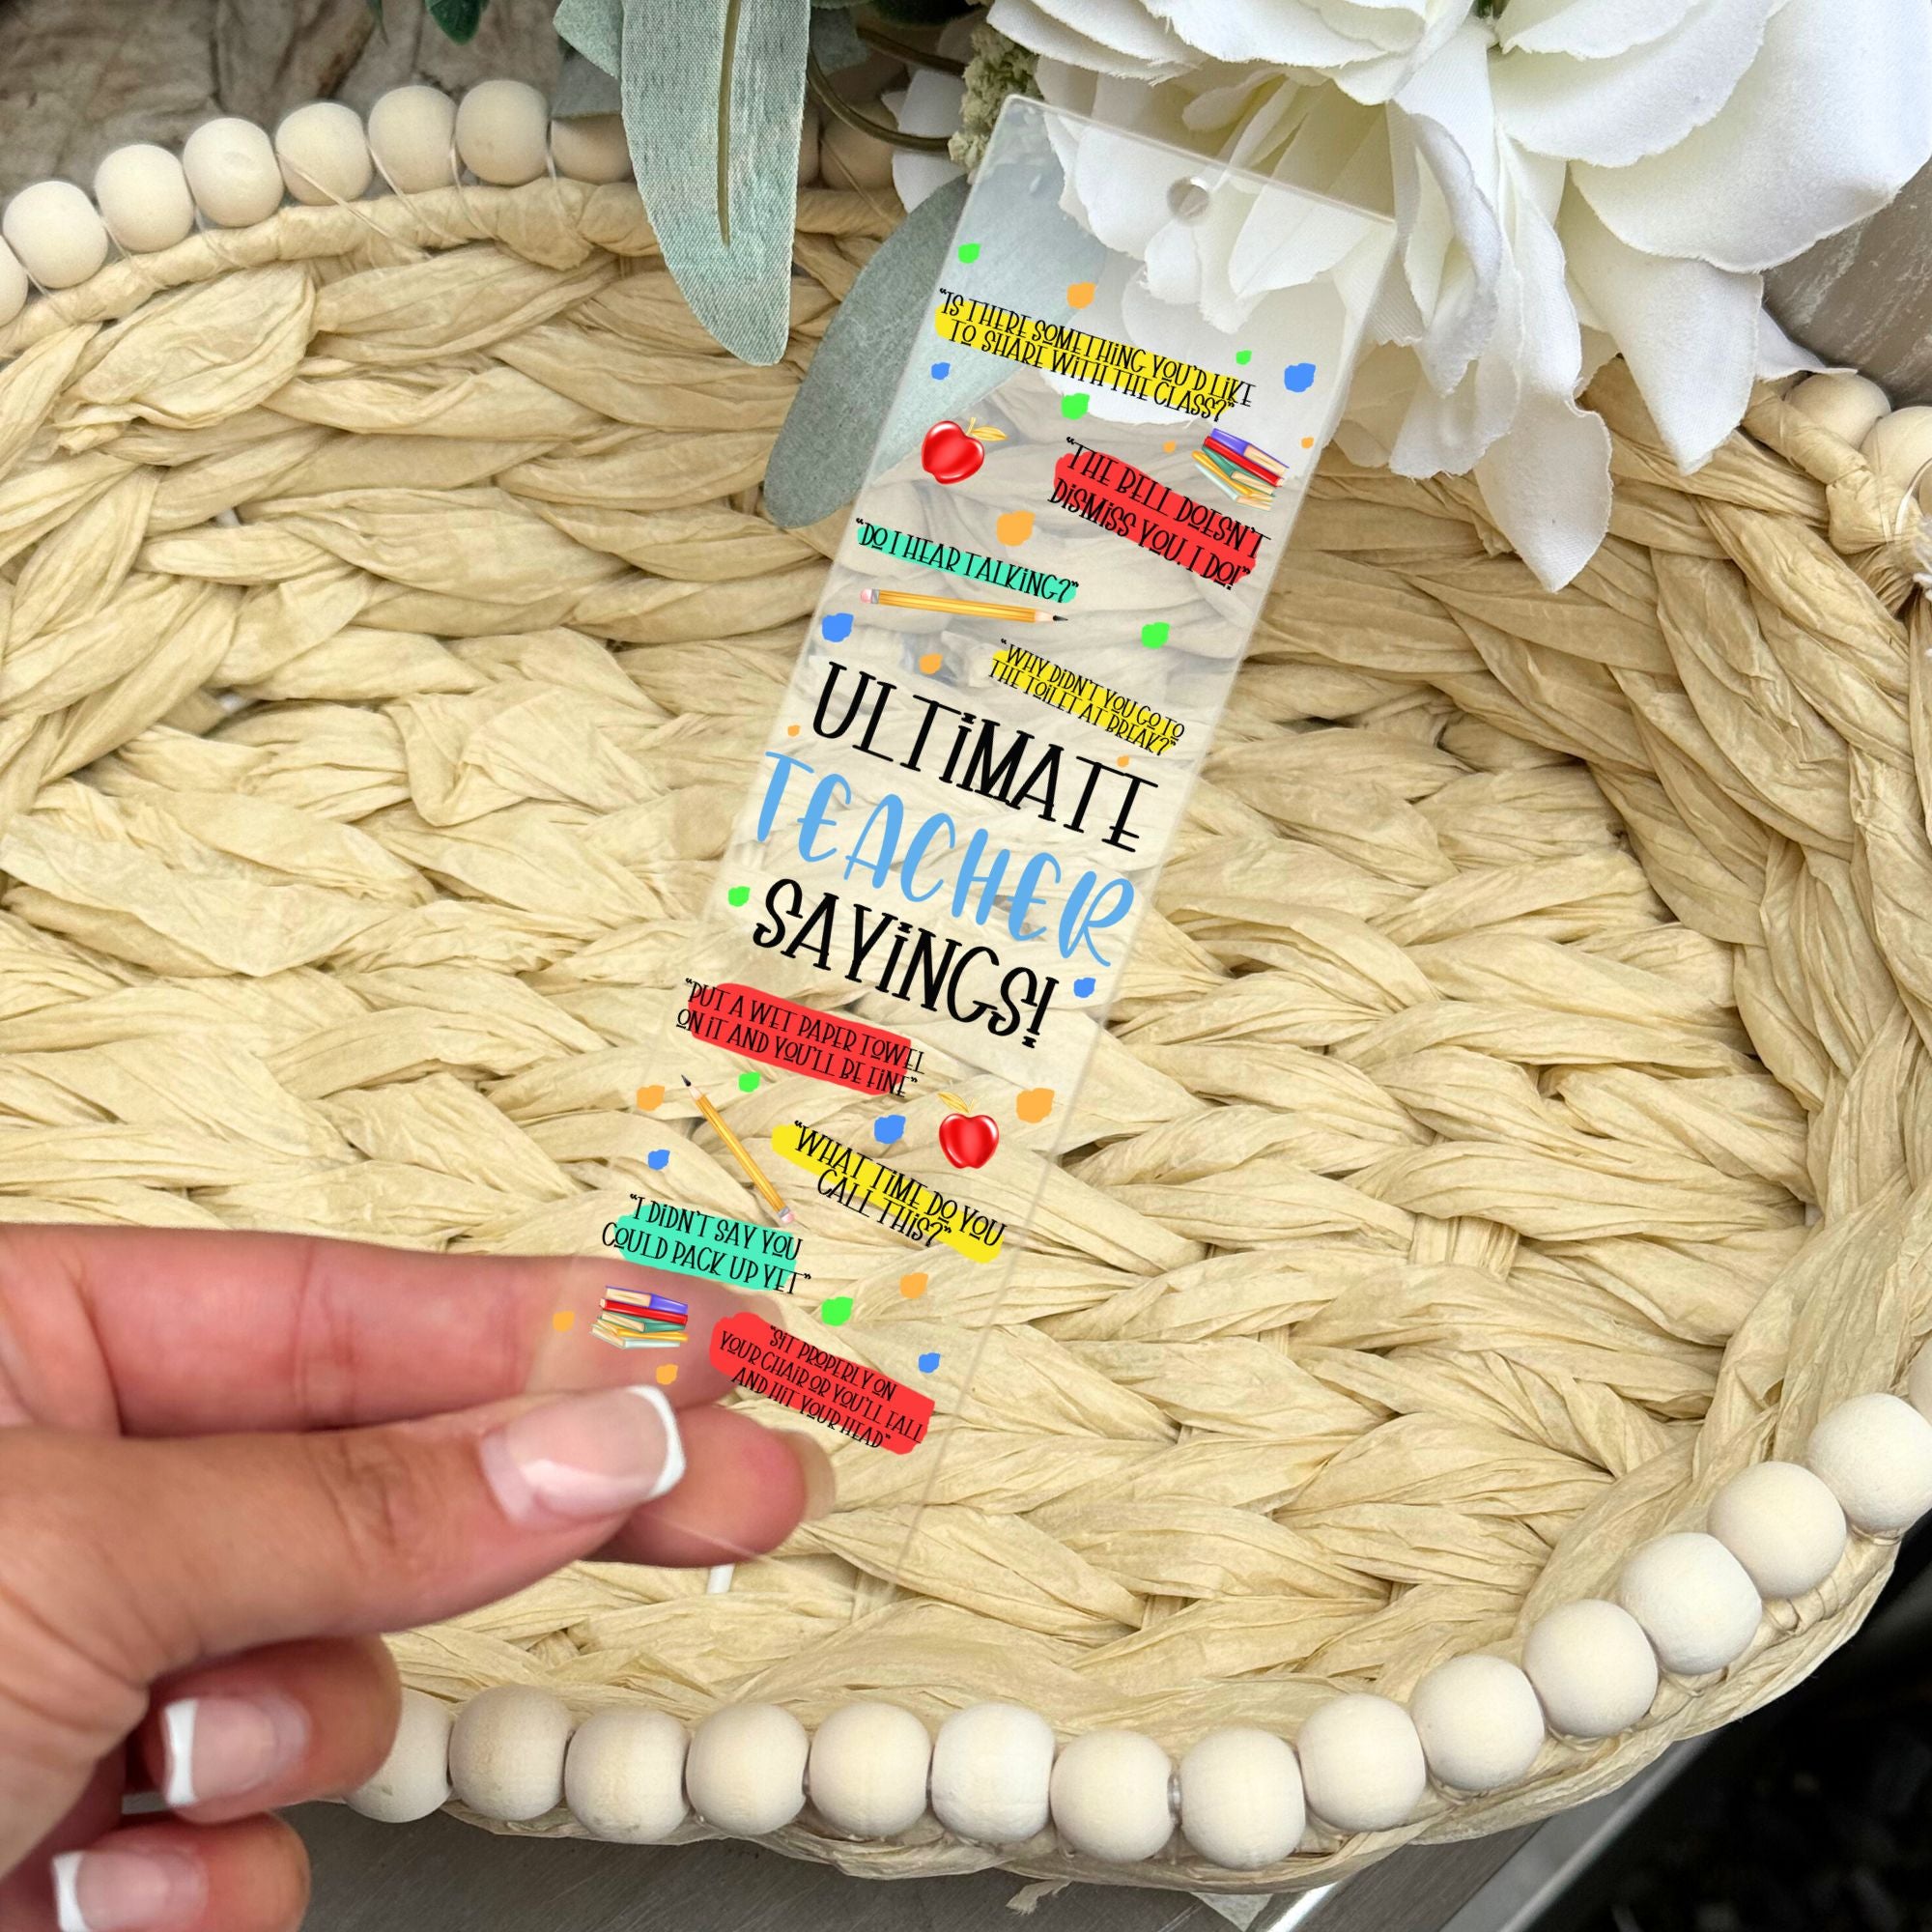 "IS THERE SOMETHING YOU'D LIKE
TO SHARE WITH THE CLASS?"
"THE BELL DOESN'T
DISMISS YOU. I DO!"
"DO I HEAR TALKING?"
"WHY DIDN'T YOU GO TO
THE TOILET AT BREAK?"
ULTIMATE
TEACHER
SAYINGS!
"PUT A WET PAPER TOWEL
ON IT AND YOU'LL BE FINE"
"WHAT TIME DO YOU
CALL THIS?"
"I DIDN'T SAY YOU
COULD PACK UP YET"
"SIT PROPERLY ON
YOUR CHAIR OR YOU'LL FALL
AND HIT YOUR HEAD"